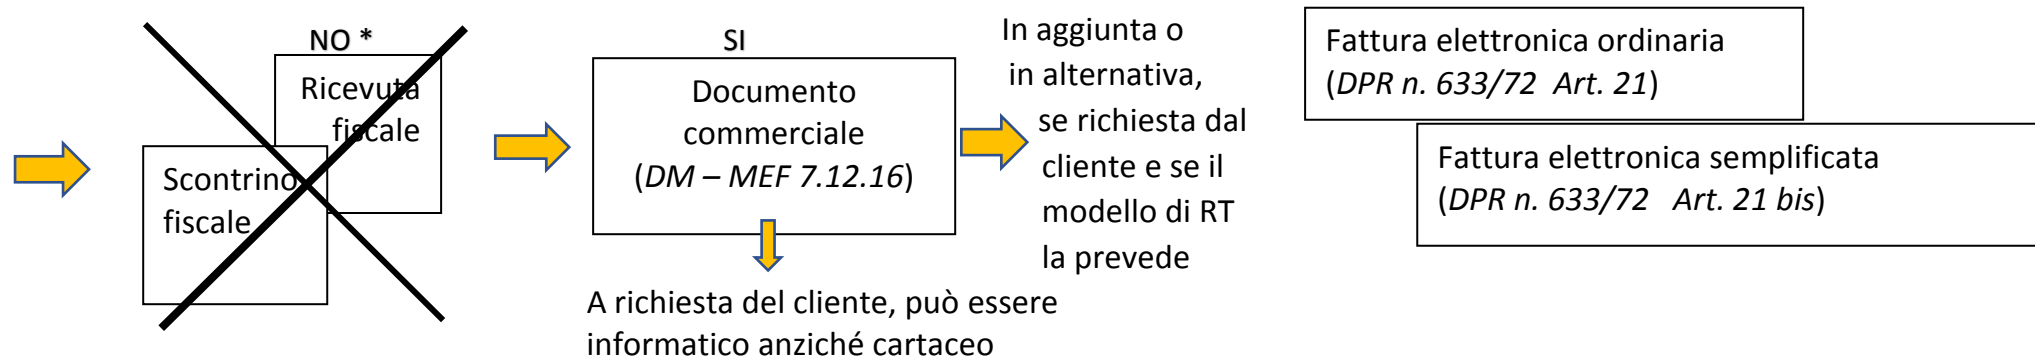 NO *
Ricevuta
fiscale
Scontrino
fiscale
SI
Documento
commerciale
(DM – MEF 7.12.16)
A richiesta del cliente, può essere
informatico anziché cartaceo
In aggiunta o
in alternativa,
se richiesta dal
cliente e se il
modello di RT
la prevede
Fattura elettronica ordinaria
(DPR n. 633/72 Art. 21)
Fattura elettronica semplificata
(DPR n. 633/72 Art. 21 bis)